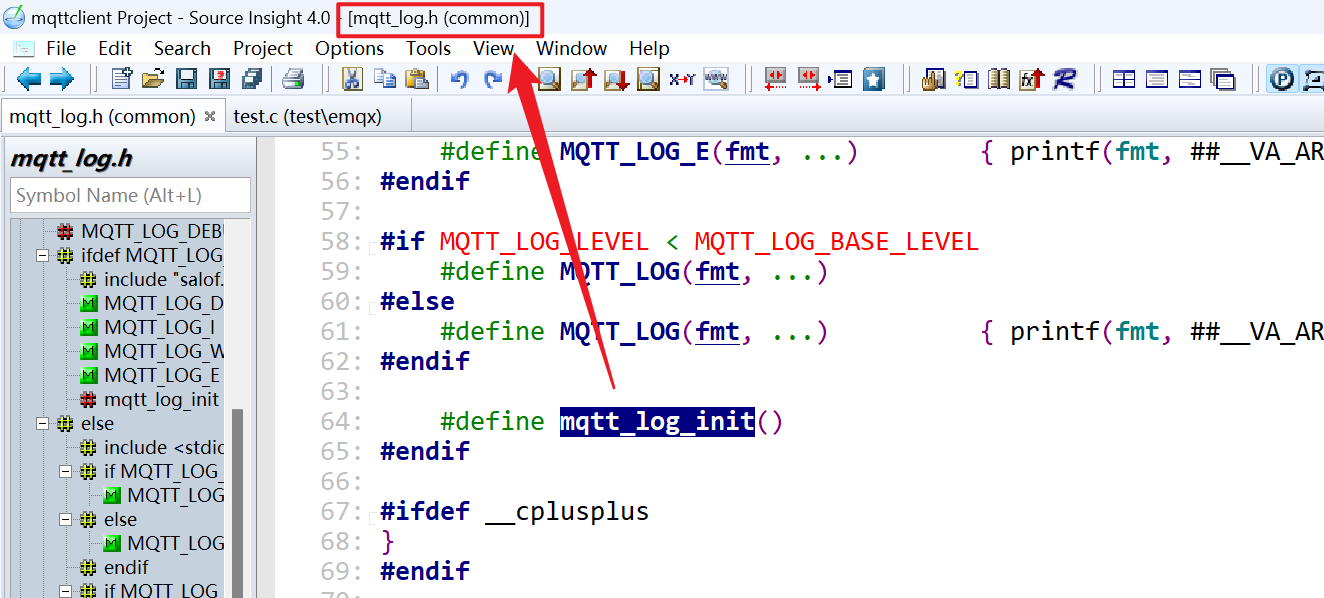 mqttclient Project - Source Insight 4.0 - [mqtt_log.h (common)]
File Edit Search Project Options Tools View Window Help
mqtt_log.h (common) test.c (test\emqx)
mqtt_log.h
Symbol Name (Alt+L)
MQTT_LOG_DEB
ifdef MQTT_LOG
include "salof.
MQTT_LOG_D
MQTT_LOG_I
MQTT_LOG_W
MQTT_LOG_E
mqtt_log_init
else
include <stdic
if MQTT_LOG_
MQTT_LOG
else
MQTT_LOG
endif
if MQTT_LOG
55: #define MQTT_LOG_E(fmt, ...) { printf(fmt, ##__VA_AR
56: #endif
57:
58: #if MQTT_LOG_LEVEL < MQTT_LOG_BASE_LEVEL
59: #define MQTT_LOG(fmt, ...)
60: #else
61: #define MQTT_LOG(fmt, ...) { printf(fmt, ##__VA_AR
62: #endif
63:
64: #define mqtt_log_init()
65: #endif
66:
67: #ifdef __cplusplus
68: }
69: #endif